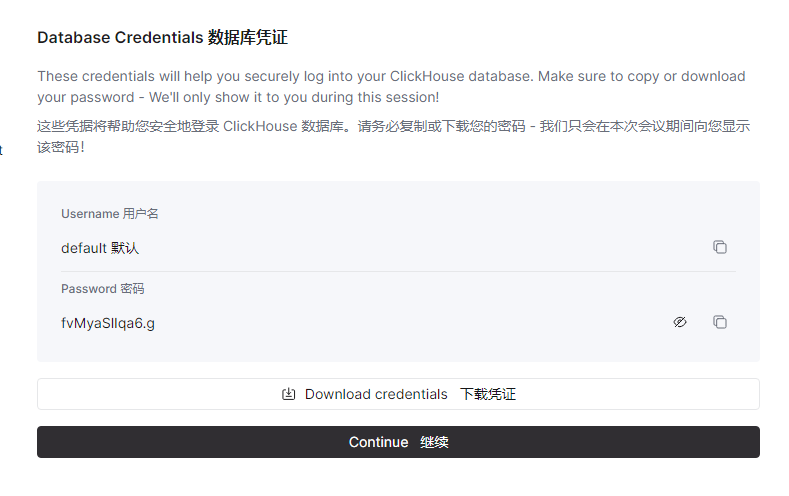 Database Credentials 数据库凭证
These credentials will help you securely log into your ClickHouse database. Make sure to copy or download
your password - We'll only show it to you during this session!
这些凭据将帮助您安全地登录 ClickHouse 数据库。请务必复制或下载您的密码 - 我们只会在本次会议期间向您显示
该密码！
t
Username 用户名
default 默认
Password 密码
fvMyaSIlqa6.g
Download credentials 下载凭证
Continue 继续